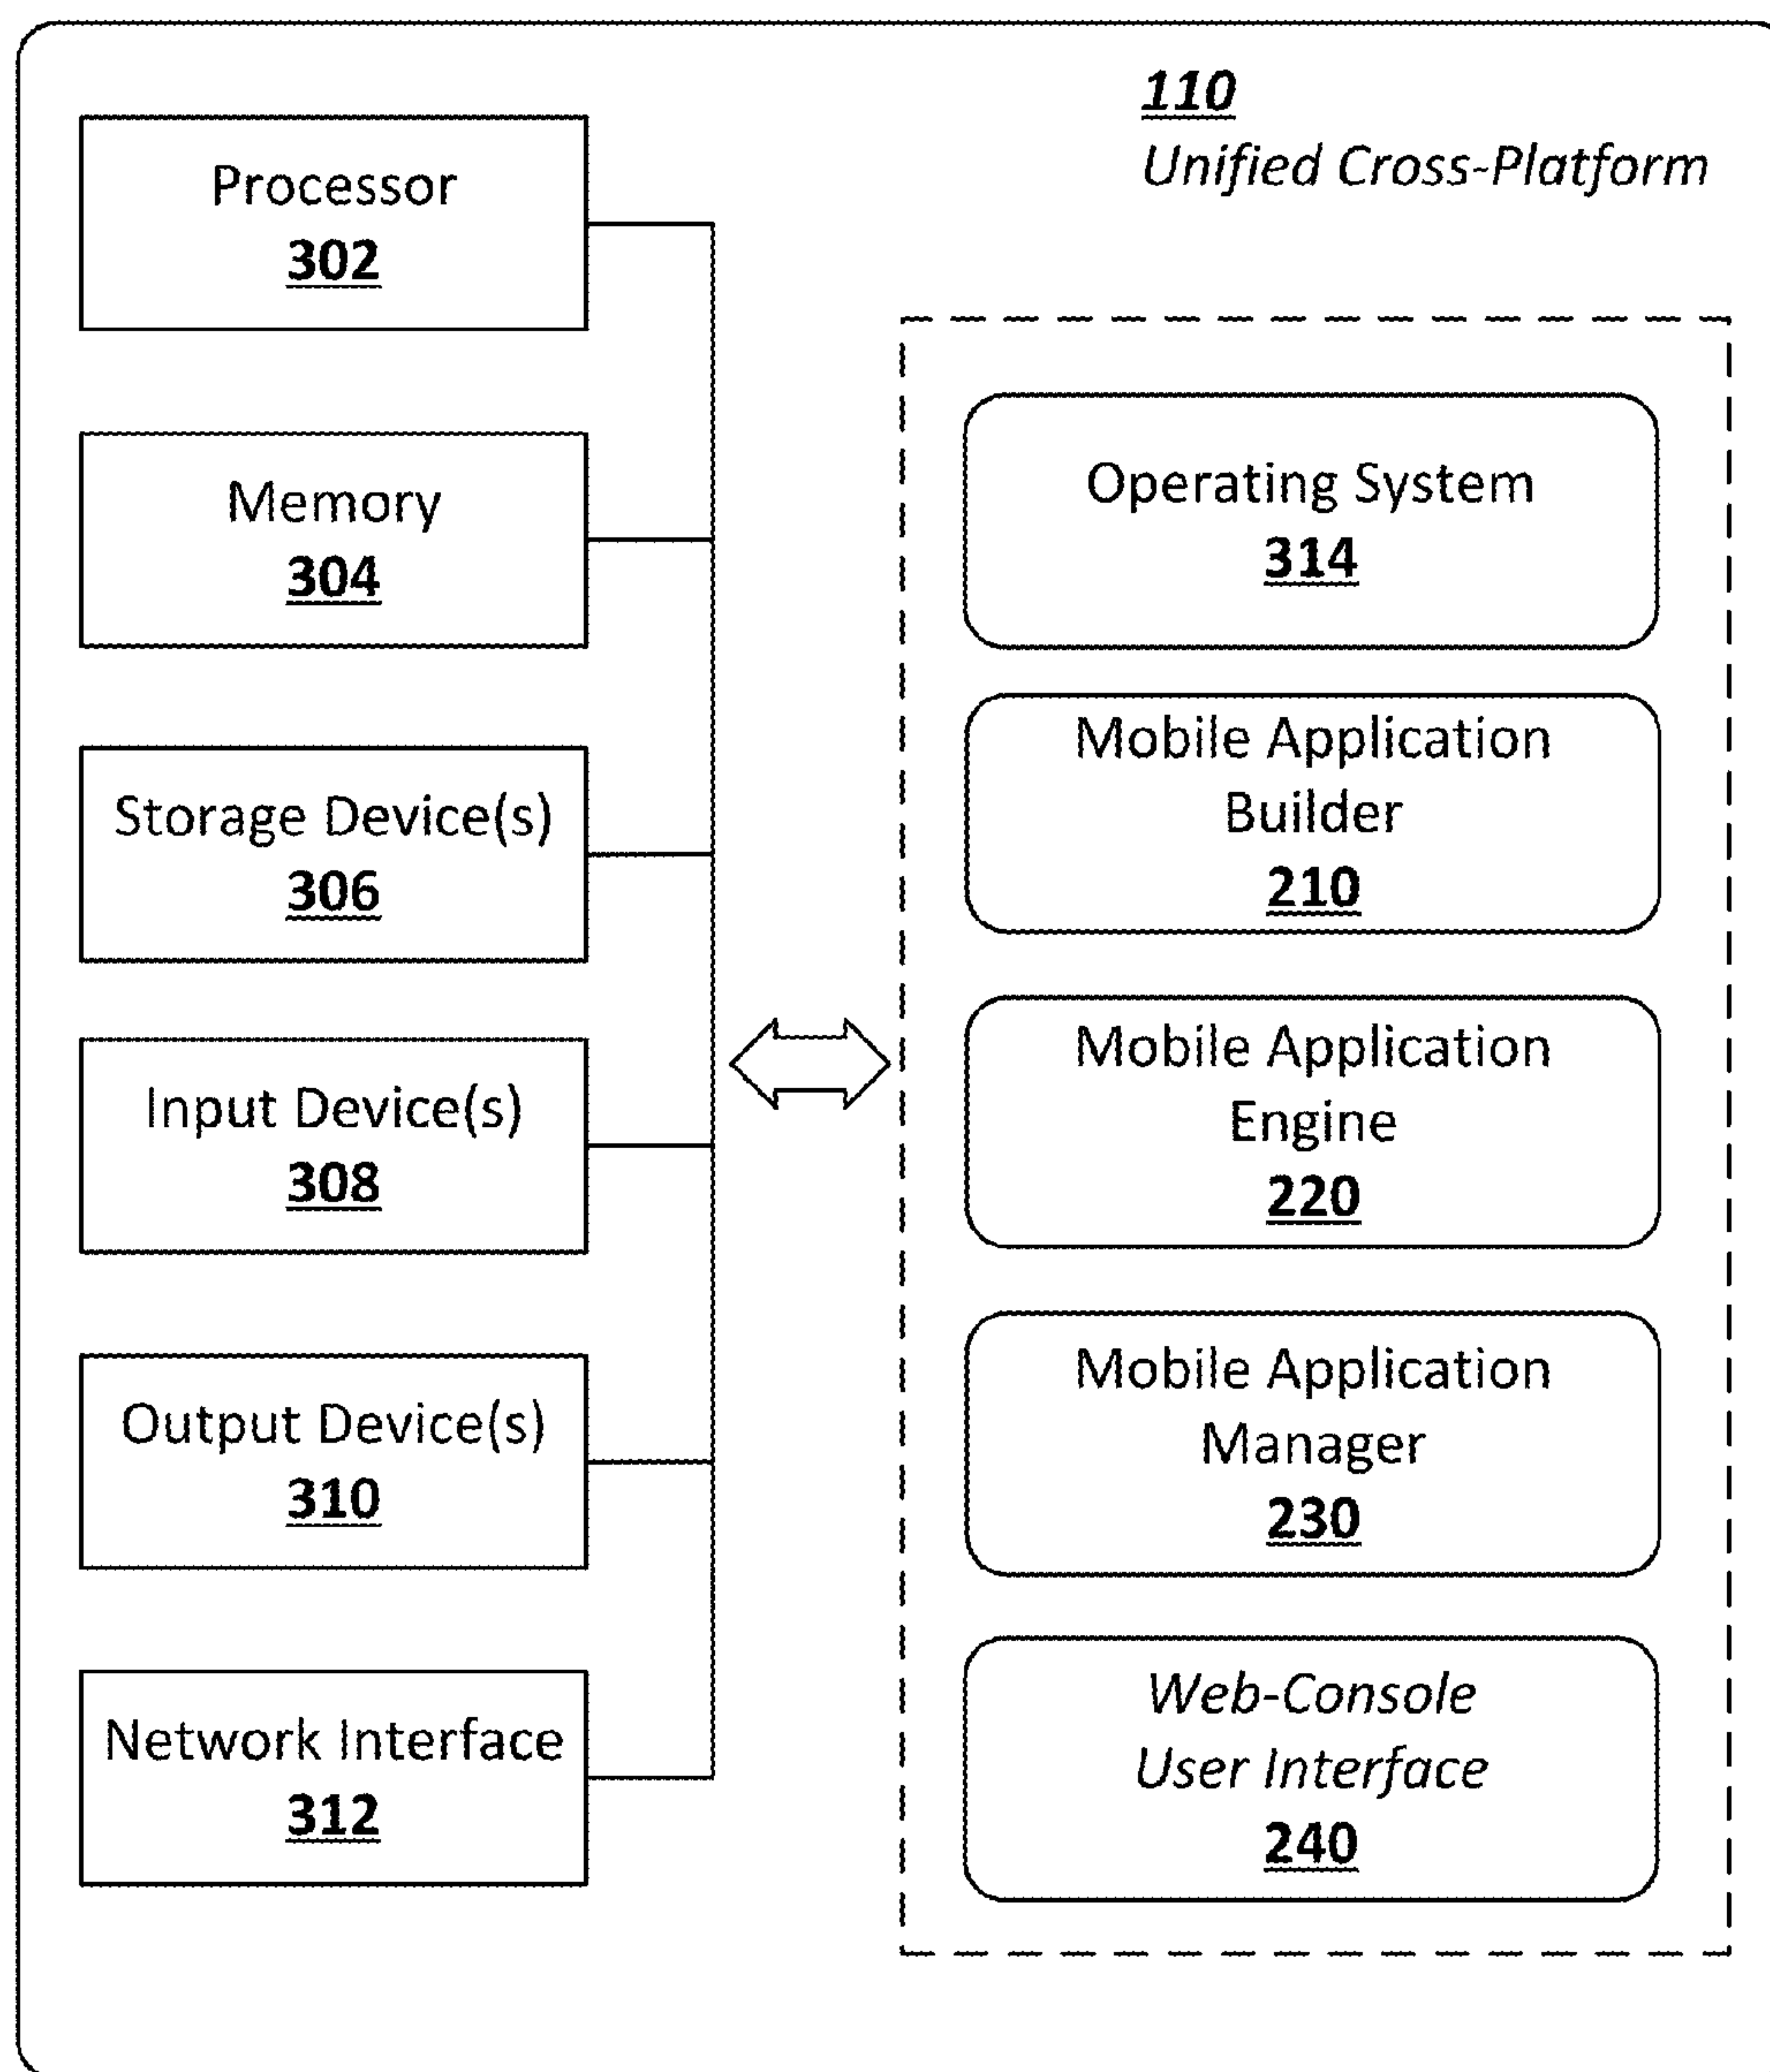 110
Unified Cross-Platform
Processor
302
Memory
304
Storage Device(s)
306
Input Device(s)
308
Output Device(s)
310
Network Interface
312
Operating System
314
Mobile Application
Builder
210
Mobile Application
Engine
220
Mobile Application
Manager
230
Web-Console
User Interface
240